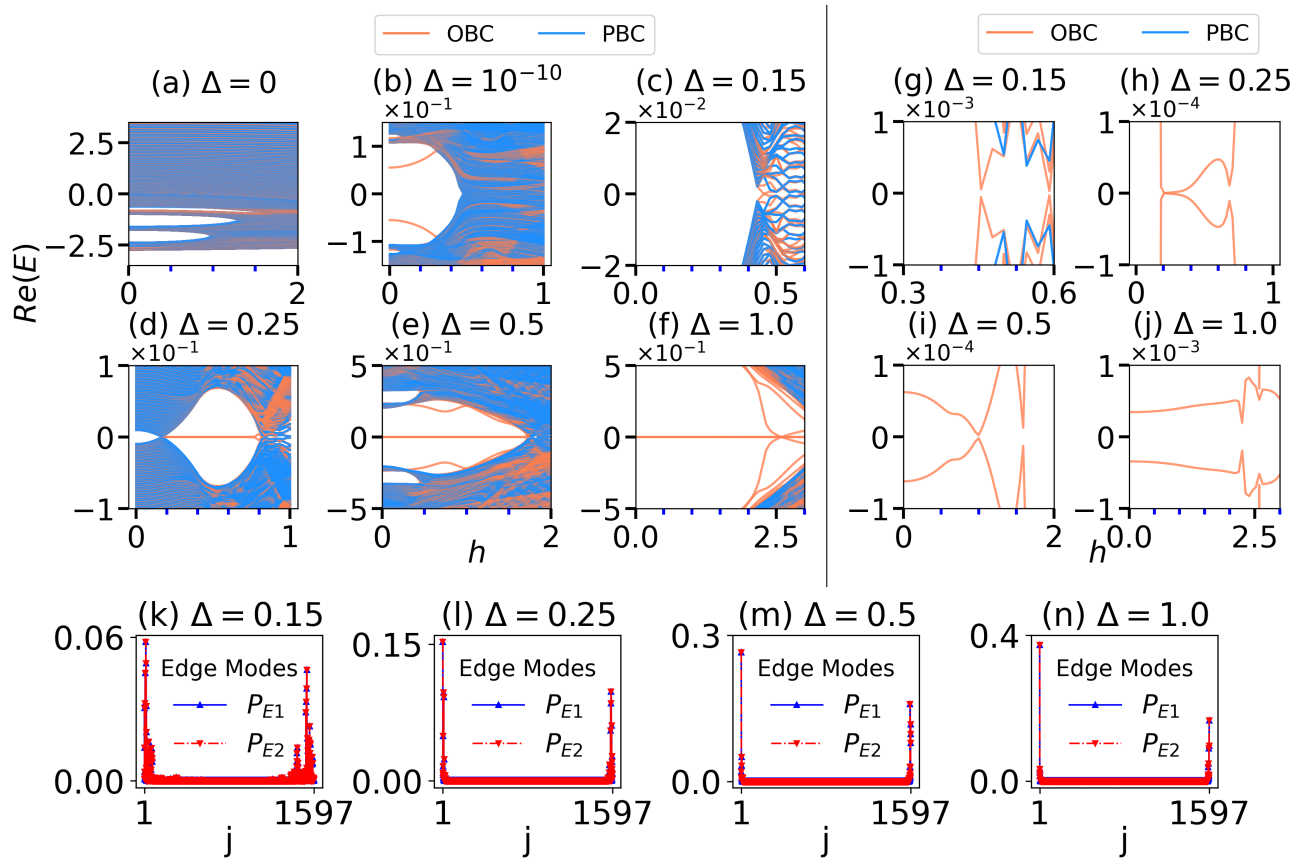 OBC PBC
OBC PBC
(a) Δ = 0
(b) Δ = 10⁻¹⁰
(c) Δ = 0.15
(g) Δ = 0.15
(h) Δ = 0.25
×10⁻¹
×10⁻²
×10⁻³
×10⁻⁴
2.5
0.0
−2.5
0 2
1
0
−1
0 1
2
0
−2
0.0 0.5
1
0
−1
0.3 0.6
1
0
−1
0 1
Re(E)
(d) Δ = 0.25
(e) Δ = 0.5
(f) Δ = 1.0
(i) Δ = 0.5
(j) Δ = 1.0
×10⁻¹
×10⁻¹
×10⁻¹
×10⁻⁴
×10⁻³
1
0
−1
0 1
5
0
−5
0 2
5
0
−5
0.0 2.5
1
0
−1
0 2
1
0
−1
0.0 2.5
h
h
(k) Δ = 0.15
(l) Δ = 0.25
(m) Δ = 0.5
(n) Δ = 1.0
0.06
0.00
Edge Modes
P_E1
P_E2
1 1597
j
0.15
0.00
Edge Modes
P_E1
P_E2
1 1597
j
0.3
0.0
Edge Modes
P_E1
P_E2
1 1597
j
0.4
0.0
Edge Modes
P_E1
P_E2
1 1597
j